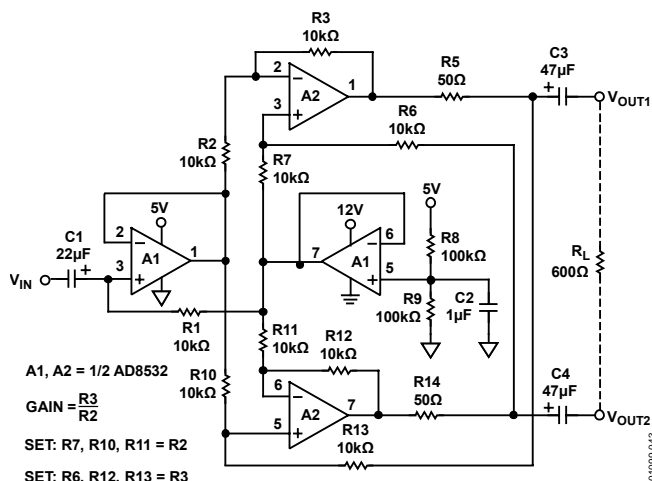 R3
10kΩ
2
A2
1
3
R5
50Ω
C3
47µF
+
VOUT1
R6
10kΩ
R2
10kΩ
R7
10kΩ
5V
12V
5V
C1
22µF
2
A1
1
3
VIN
+
7
A1
6
5
R8
100kΩ
R9
100kΩ
C2
1µF
RL
600Ω
R1
10kΩ
R11
10kΩ
R12
10kΩ
R10
10kΩ
6
A2
7
5
R14
50Ω
C4
47µF
+
VOUT2
R13
10kΩ
A1, A2 = 1/2 AD8532
GAIN = R3
R2
SET: R7, R10, R11 = R2
SET: R6, R12, R13 = R3